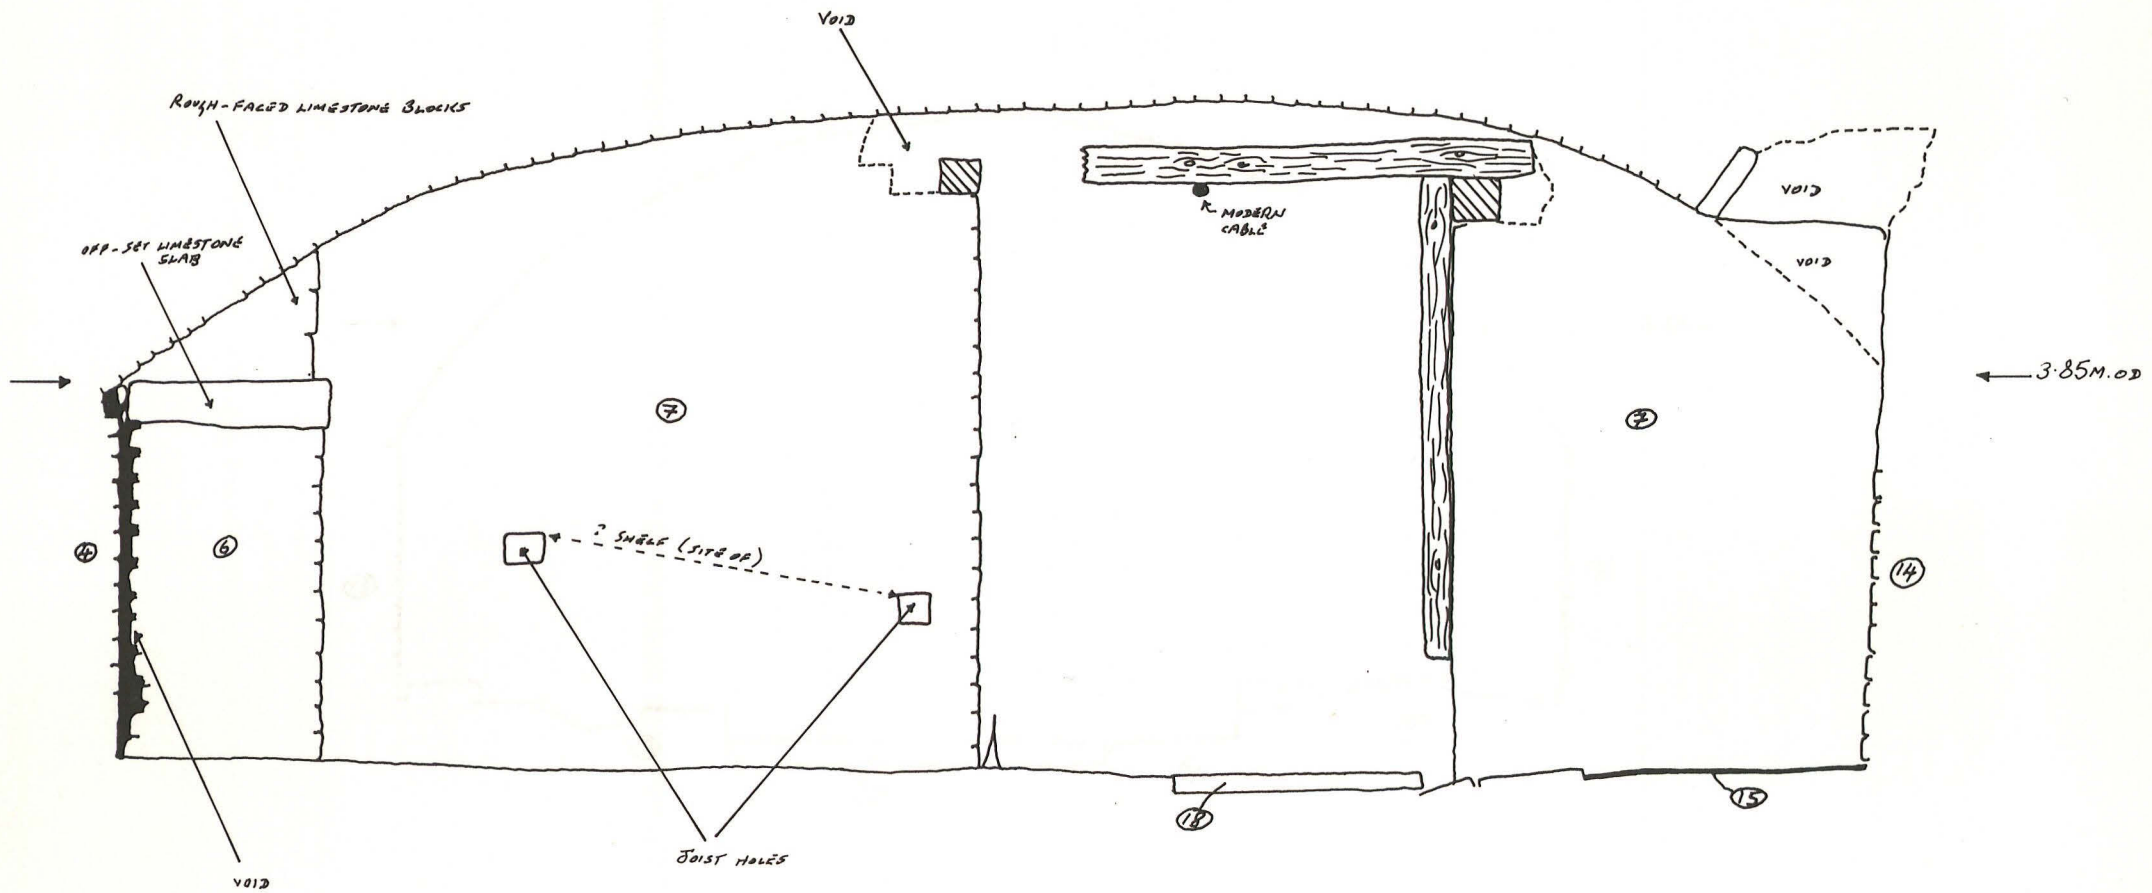 VOID
ROUGH-FACED LIMESTONE BLOCKS
OFF-SET LIMESTONE
SLAB
MODERN
CABLE
VOID
VOID
3.85M.OD
7
7
? SHELF (SITE OF)
4
6
14
18
15
JOIST HOLES
VOID